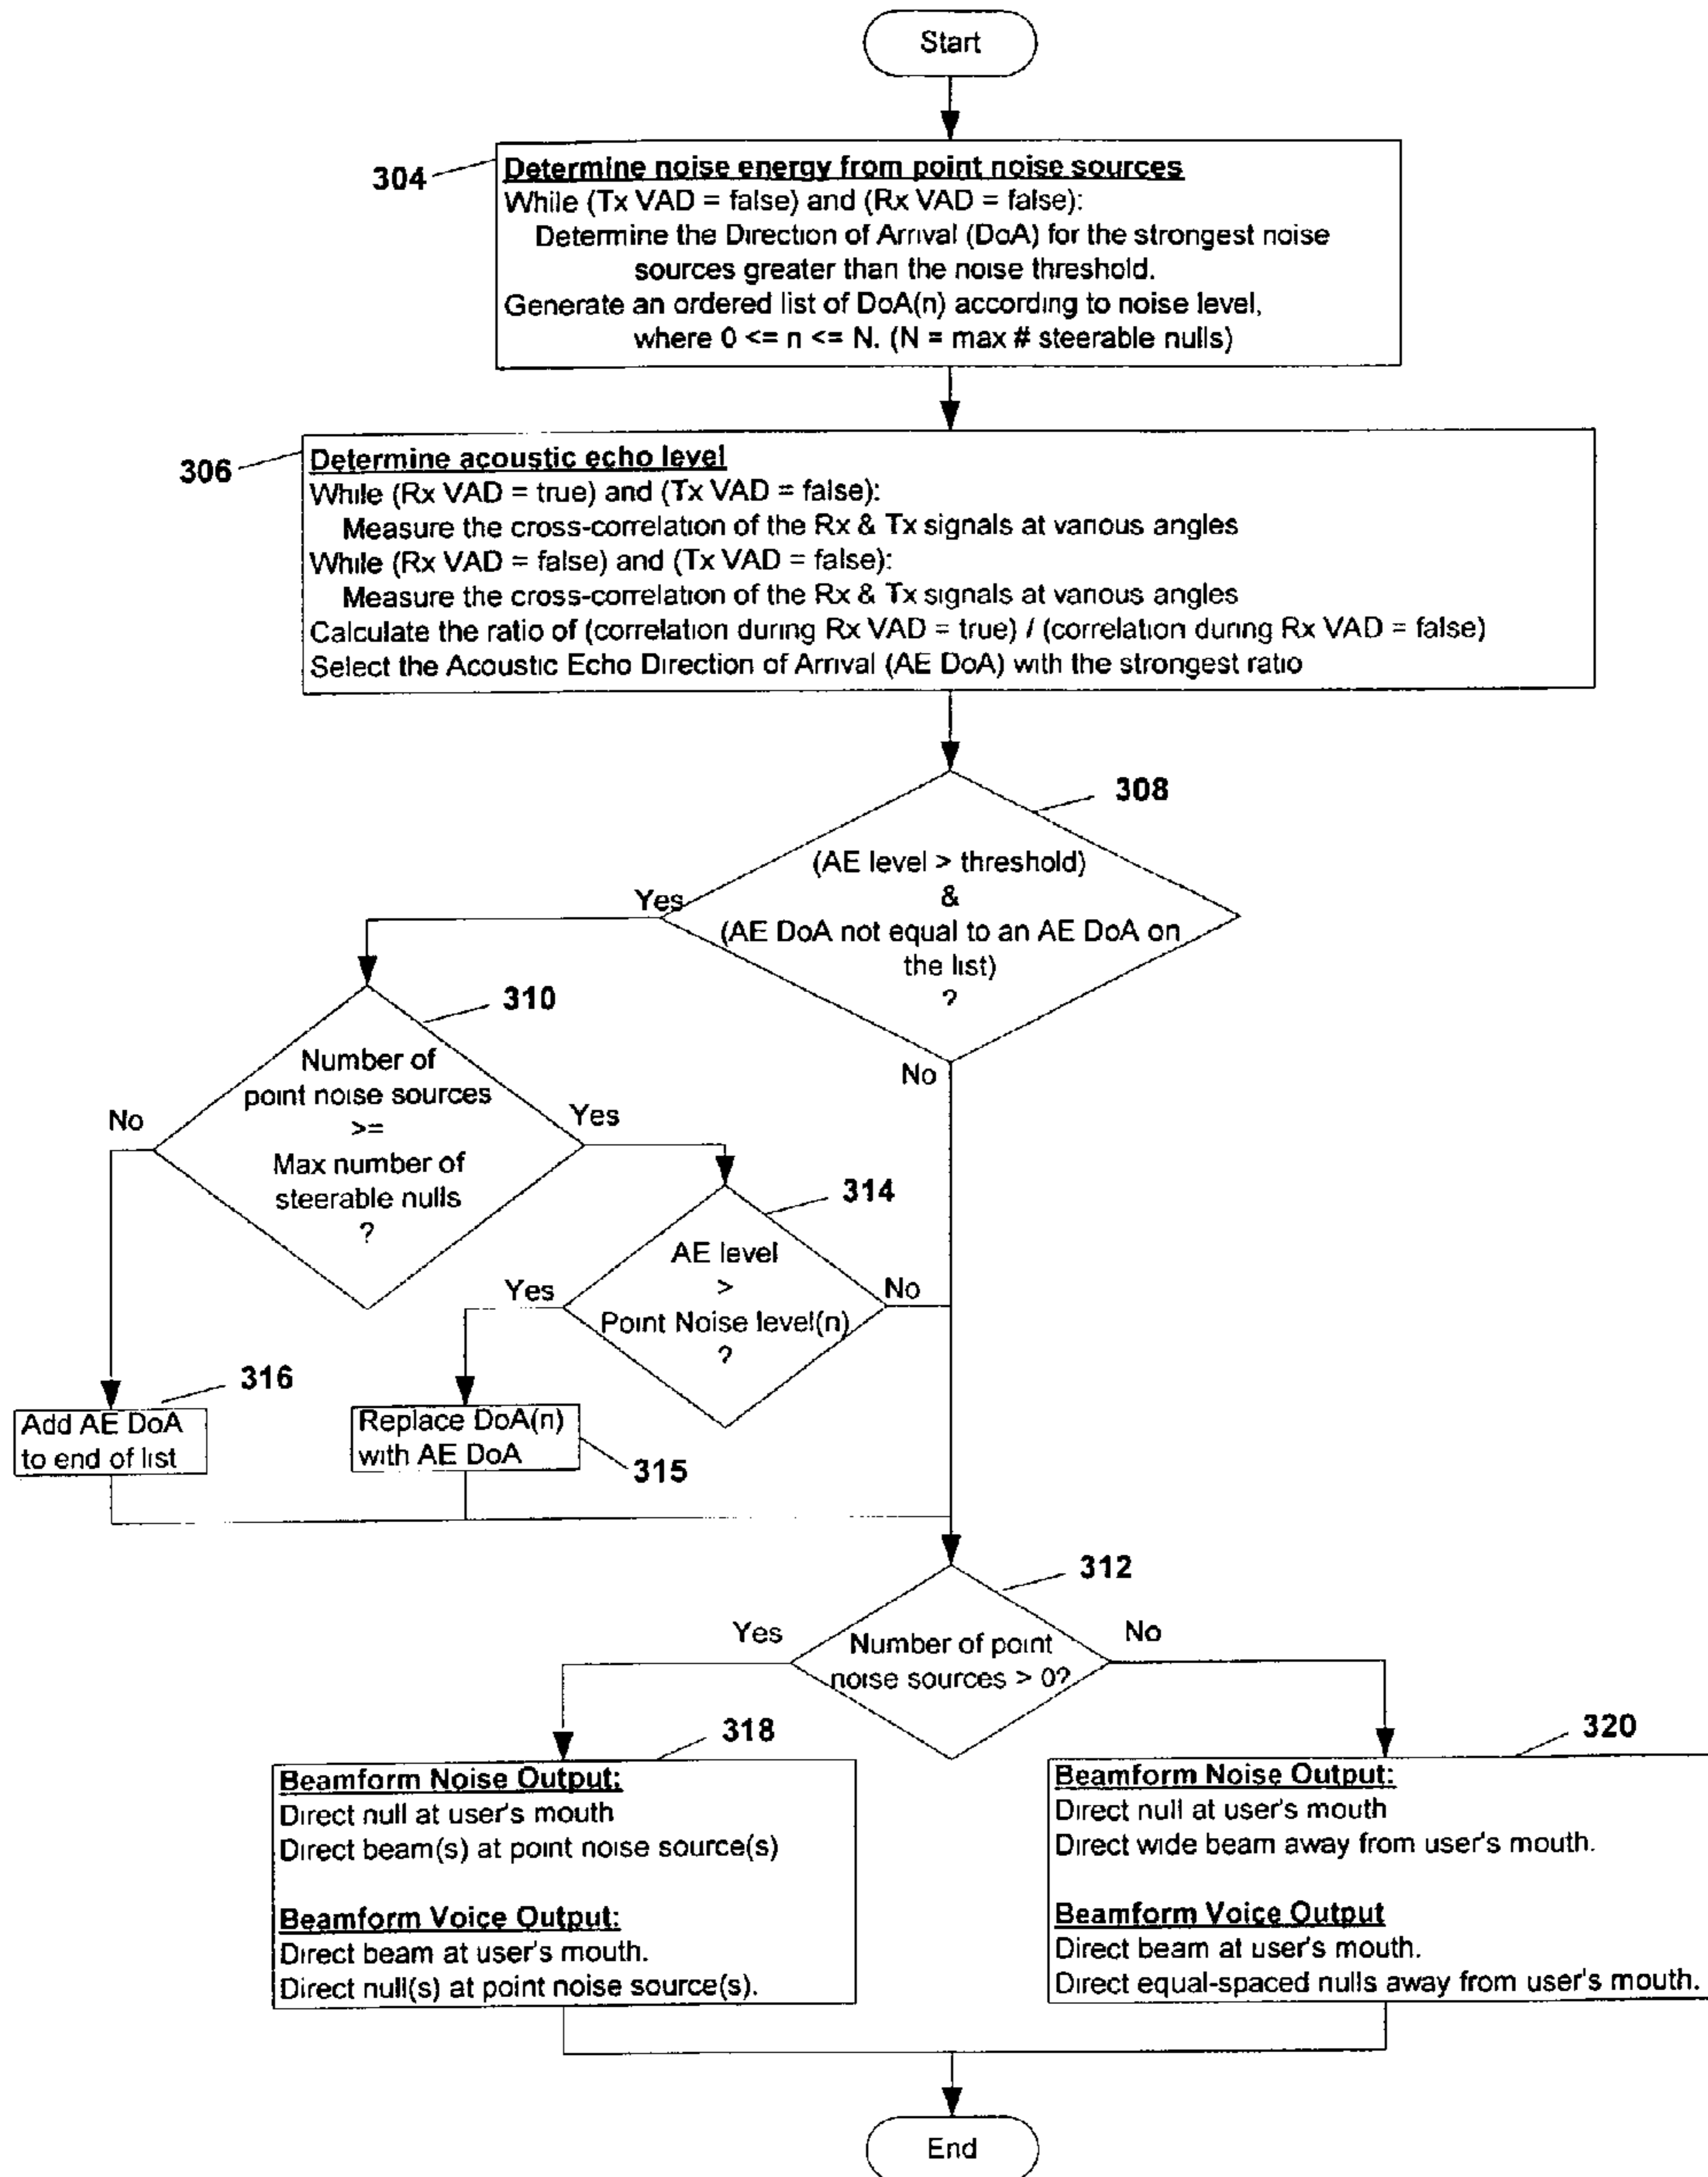 Start
304
Determine noise energy from point noise sources
While (Tx VAD = false) and (Rx VAD = false):
Determine the Direction of Arrival (DoA) for the strongest noise
sources greater than the noise threshold.
Generate an ordered list of DoA(n) according to noise level,
where 0 <= n <= N. (N = max # steerable nulls)
306
Determine acoustic echo level
While (Rx VAD = true) and (Tx VAD = false):
Measure the cross-correlation of the Rx & Tx signals at various angles
While (Rx VAD = false) and (Tx VAD = false):
Measure the cross-correlation of the Rx & Tx signals at various angles
Calculate the ratio of (correlation during Rx VAD = true) / (correlation during Rx VAD = false)
Select the Acoustic Echo Direction of Arrival (AE DoA) with the strongest ratio
308
(AE level > threshold)
&
(AE DoA not equal to an AE DoA on
the list)
?
Yes
No
310
Number of
point noise sources
>=
Max number of
steerable nulls
?
No
Yes
314
AE level
>
Point Noise level(n)
?
Yes
No
316
Add AE DoA
to end of list
Replace DoA(n)
with AE DoA
315
312
Number of point
noise sources > 0?
Yes
No
318
Beamform Noise Output:
Direct null at user's mouth
Direct beam(s) at point noise source(s)
Beamform Voice Output:
Direct beam at user's mouth.
Direct null(s) at point noise source(s).
320
Beamform Noise Output:
Direct null at user's mouth
Direct wide beam away from user's mouth.
Beamform Voice Output
Direct beam at user's mouth.
Direct equal-spaced nulls away from user's mouth.
End